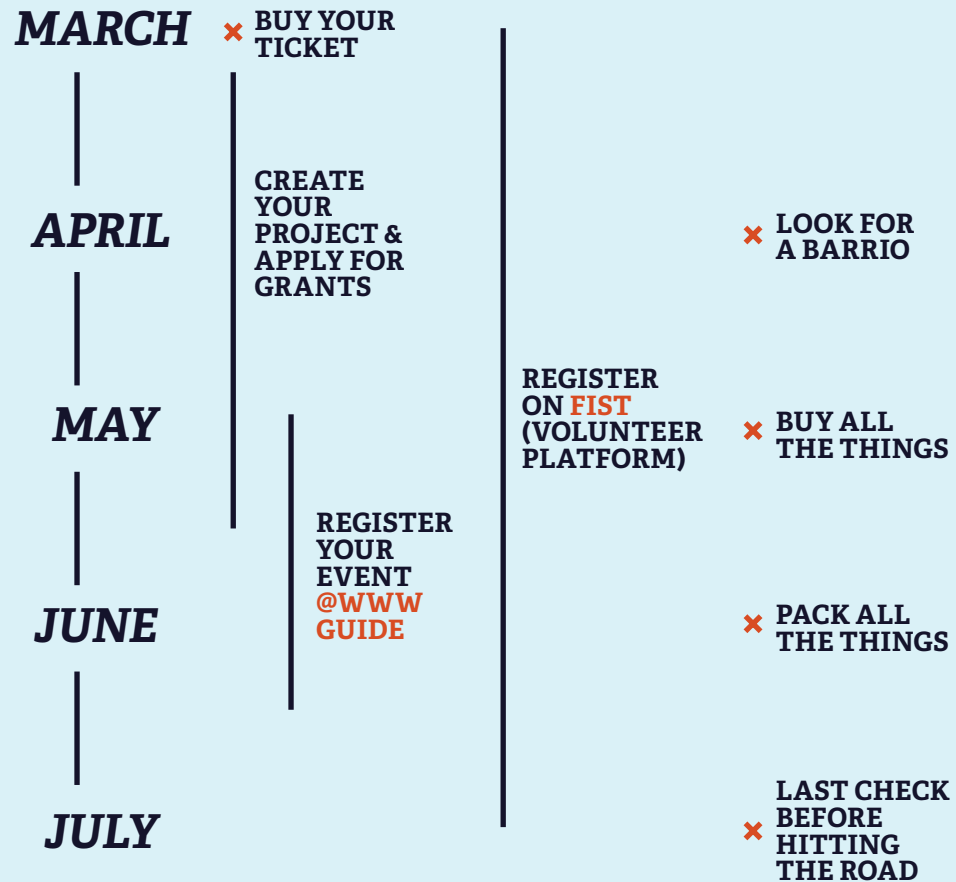 MARCH
BUY YOUR
TICKET
CREATE
YOUR
PROJECT &
APPLY FOR
GRANTS
APRIL
LOOK FOR
A BARRIO
MAY
REGISTER
ON FIST
(VOLUNTEER
PLATFORM)
BUY ALL
THE THINGS
REGISTER
YOUR
EVENT
@WWW
GUIDE
JUNE
PACK ALL
THE THINGS
JULY
LAST CHECK
BEFORE
HITTING
THE ROAD